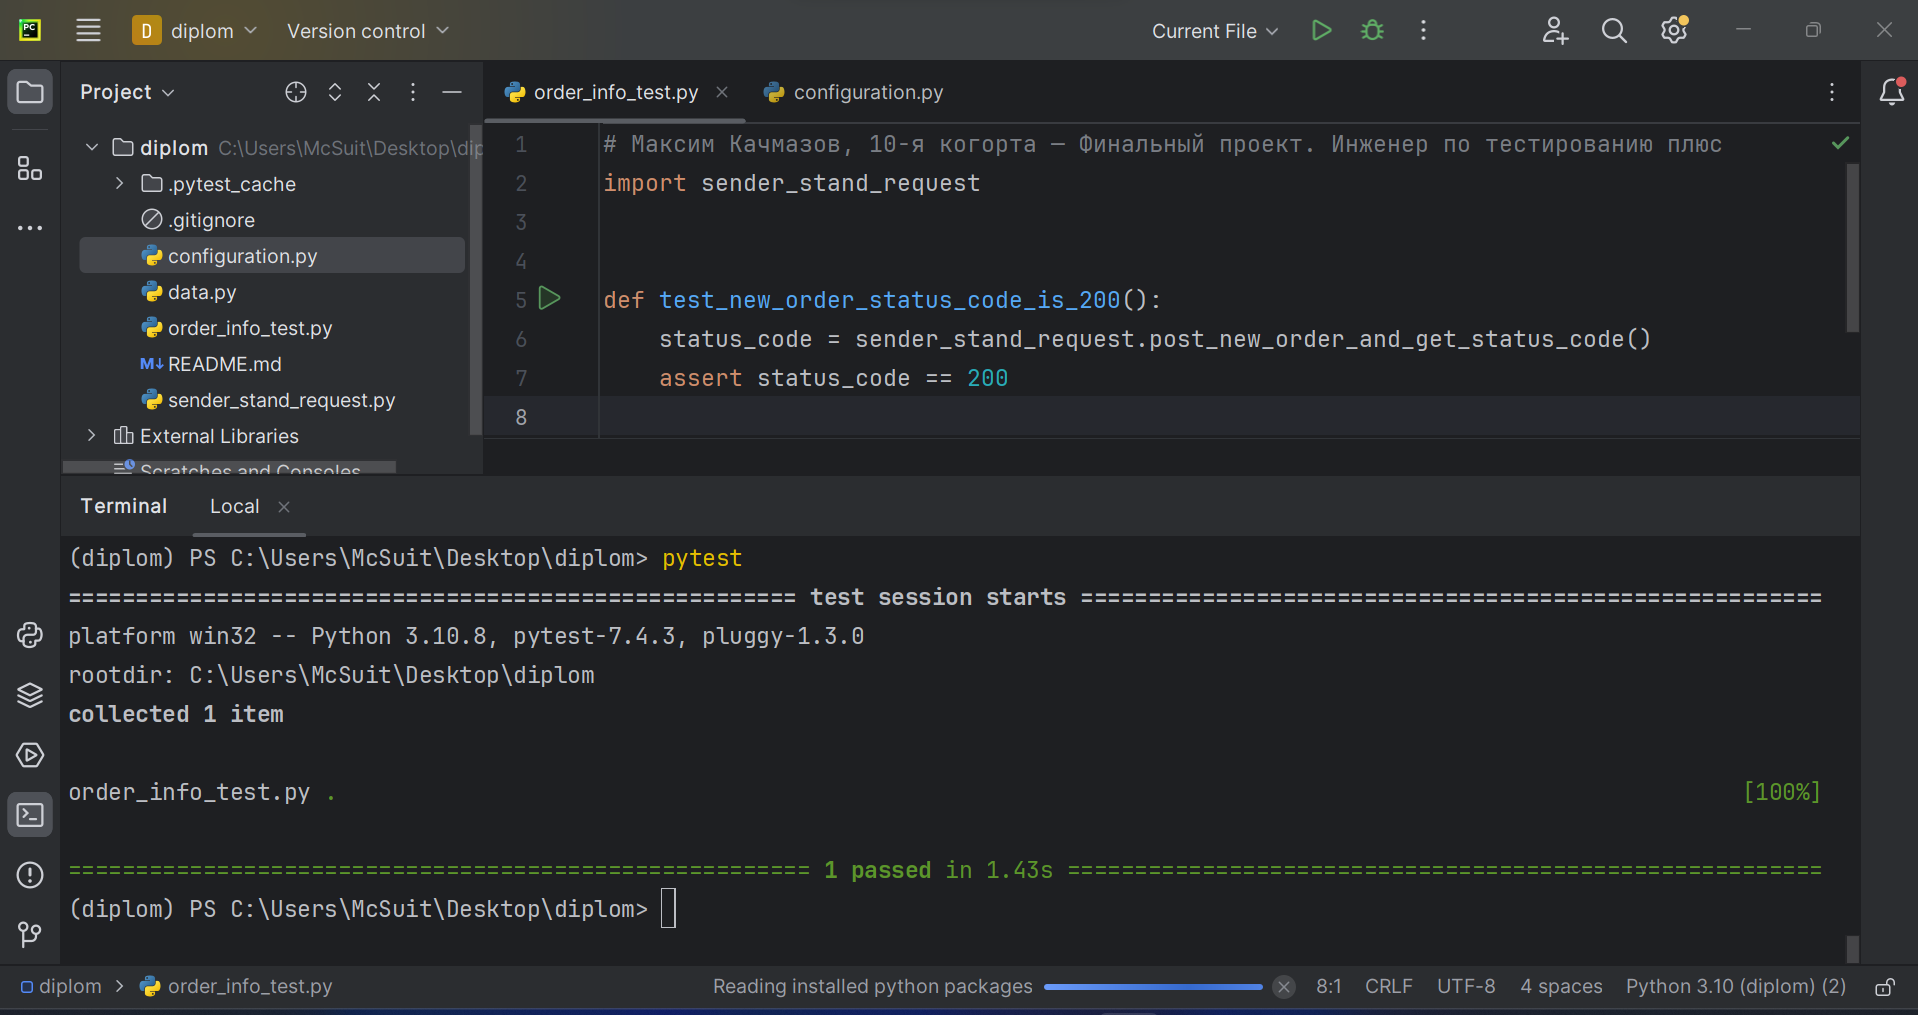 PC
D diplom Version control Current File
Project
order_info_test.py configuration.py
diplom C:\Users\McSuit\Desktop\dip
.pytest_cache
.gitignore
configuration.py
data.py
order_info_test.py
M↓ README.md
sender_stand_request.py
External Libraries
Scratches and Consoles
1 # Максим Качмазов, 10-я когорта — Финальный проект. Инженер по тестированию плюс
2 import sender_stand_request
3
4
5 def test_new_order_status_code_is_200():
6 status_code = sender_stand_request.post_new_order_and_get_status_code()
7 assert status_code == 200
8
Terminal Local
(diplom) PS C:\Users\McSuit\Desktop\diplom> pytest
====================================================== test session starts =======================================================
platform win32 -- Python 3.10.8, pytest-7.4.3, pluggy-1.3.0
rootdir: C:\Users\McSuit\Desktop\diplom
collected 1 item
order_info_test.py . [100%]
======================================================= 1 passed in 1.43s ========================================================
(diplom) PS C:\Users\McSuit\Desktop\diplom>
diplom > order_info_test.py Reading installed python packages 8:1 CRLF UTF-8 4 spaces Python 3.10 (diplom) (2)